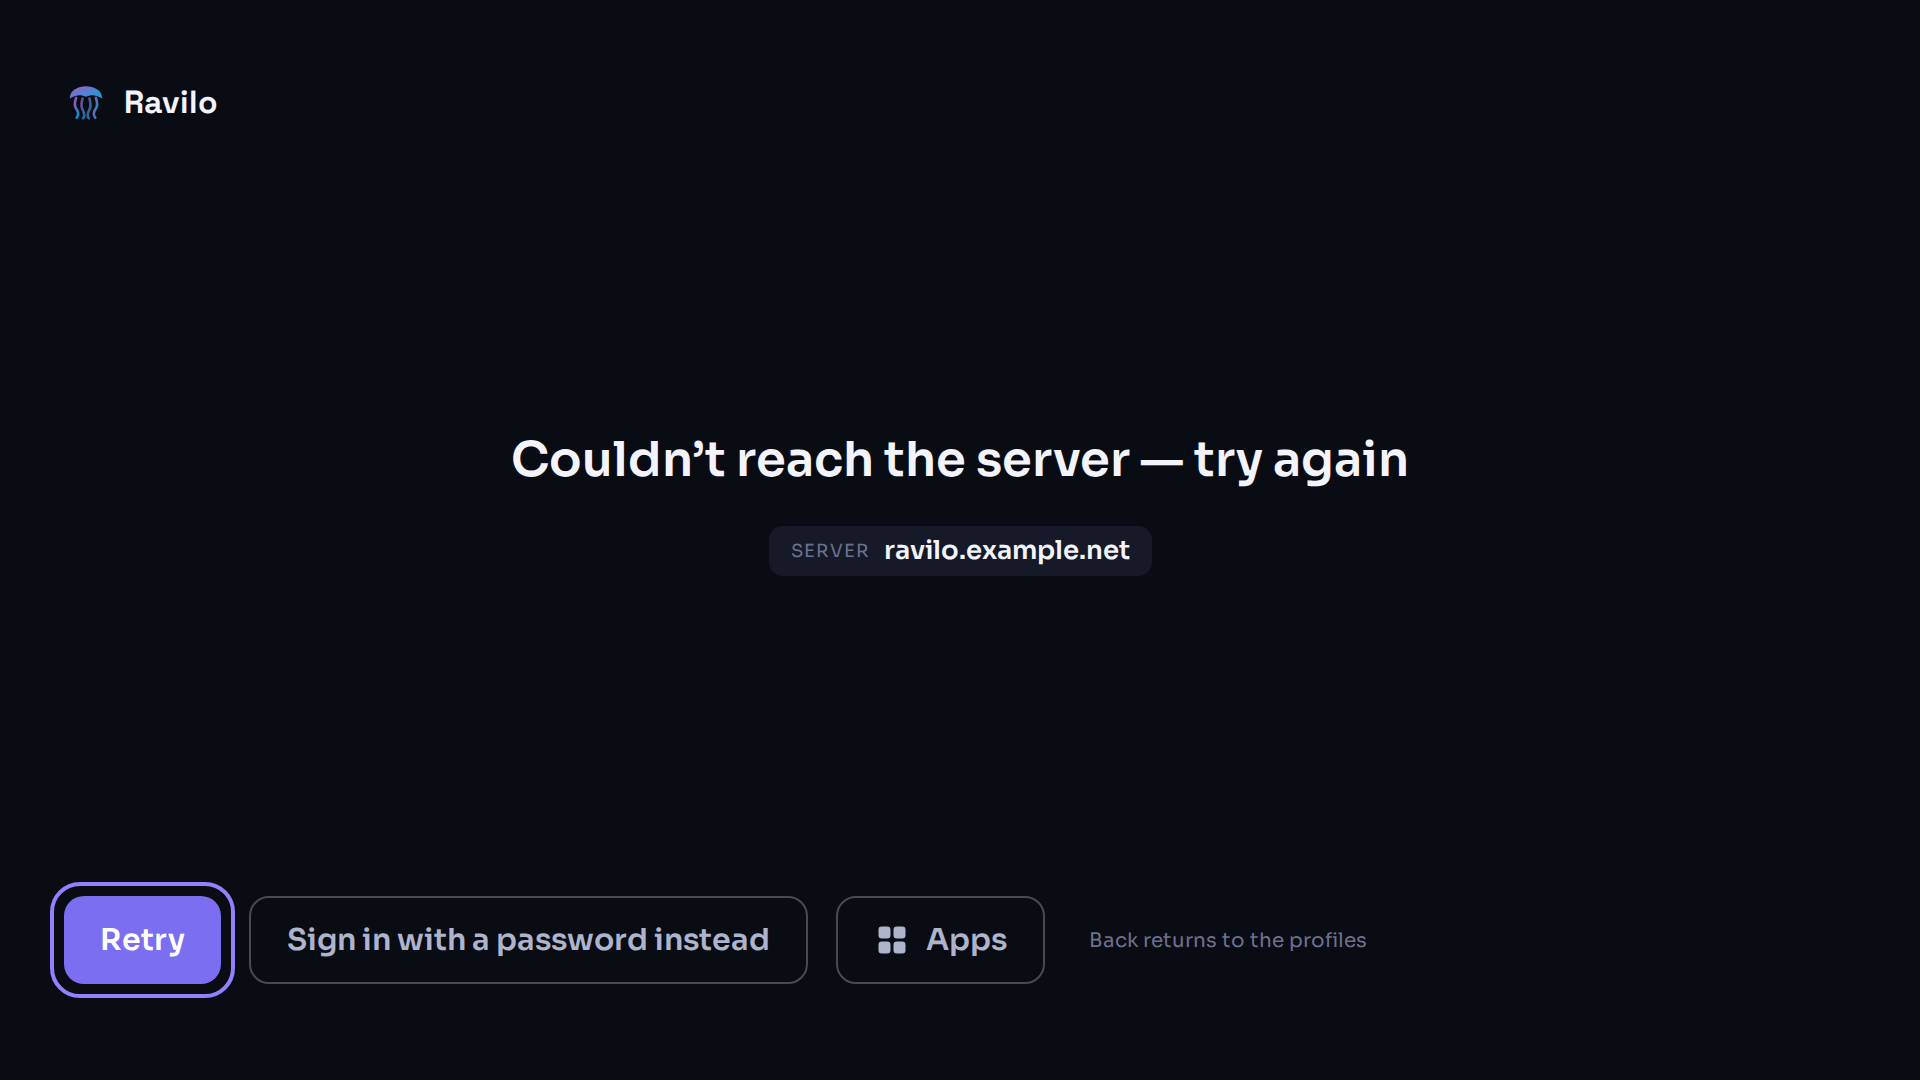 Ravilo
Couldn’t reach the server — try again
SERVER ravilo.example.net
Retry
Sign in with a password instead
Apps
Back returns to the profiles